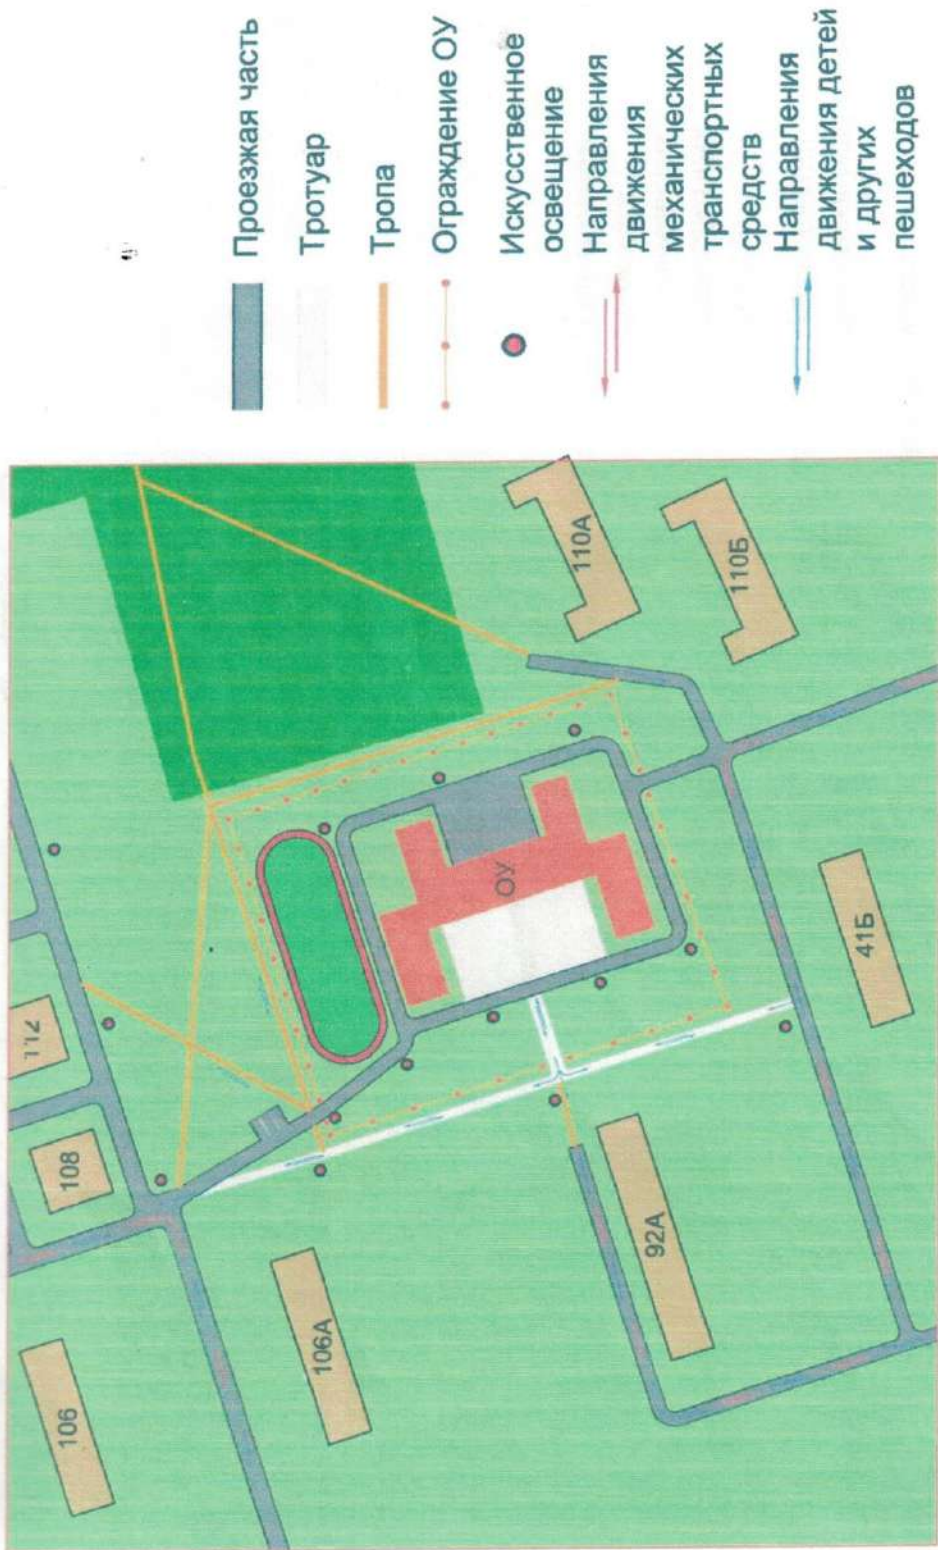 106
108
112
106А
ОУ
110А
110Б
92А
41Б
Проезжая часть
Тротуар
Тропа
Ограждение ОУ
Искусственное
освещение
Направления
движения
механических
транспортных
средств
Направления
движения детей
и других
пешеходов